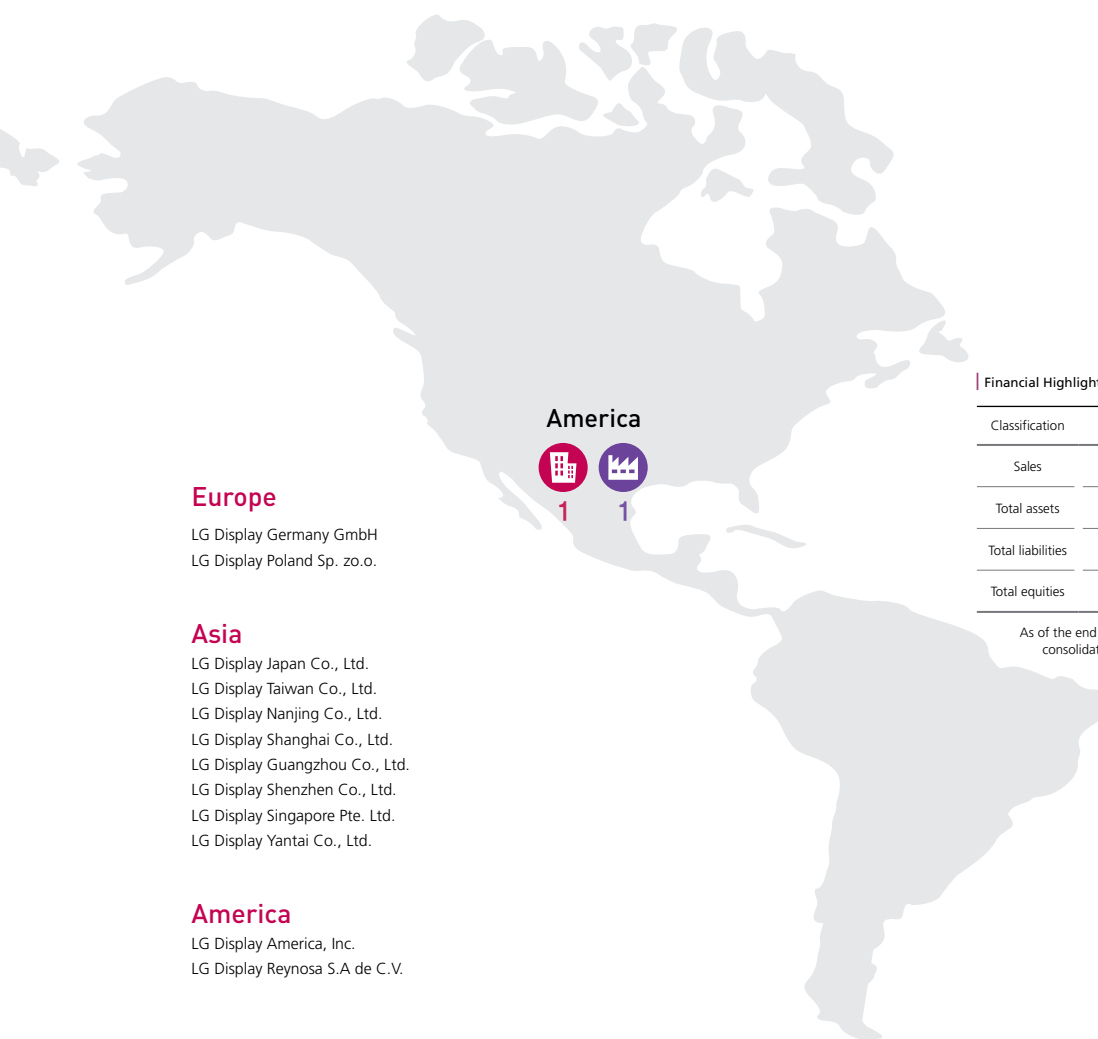 America
1 1
Europe
LG Display Germany GmbH
LG Display Poland Sp. zo.o.
Asia
LG Display Japan Co., Ltd.
LG Display Taiwan Co., Ltd.
LG Display Nanjing Co., Ltd.
LG Display Shanghai Co., Ltd.
LG Display Guangzhou Co., Ltd.
LG Display Shenzhen Co., Ltd.
LG Display Singapore Pte. Ltd.
LG Display Yantai Co., Ltd.
America
LG Display America, Inc.
LG Display Reynosa S.A de C.V.
Financial Highlight
Classification
Sales
Total assets
Total liabilities
Total equities
As of the end
consolidat